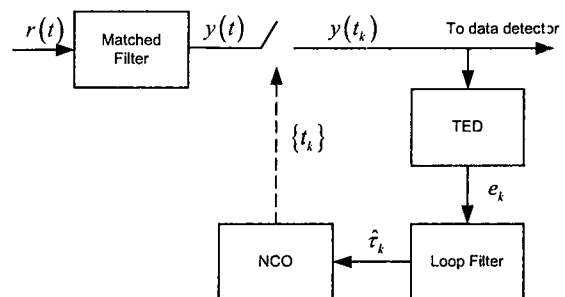 r(t)
Matched
Filter
y(t)
y(t_k)
To data detector
TED
{t_k}
e_k
NCO
τ̂_k
Loop Filter